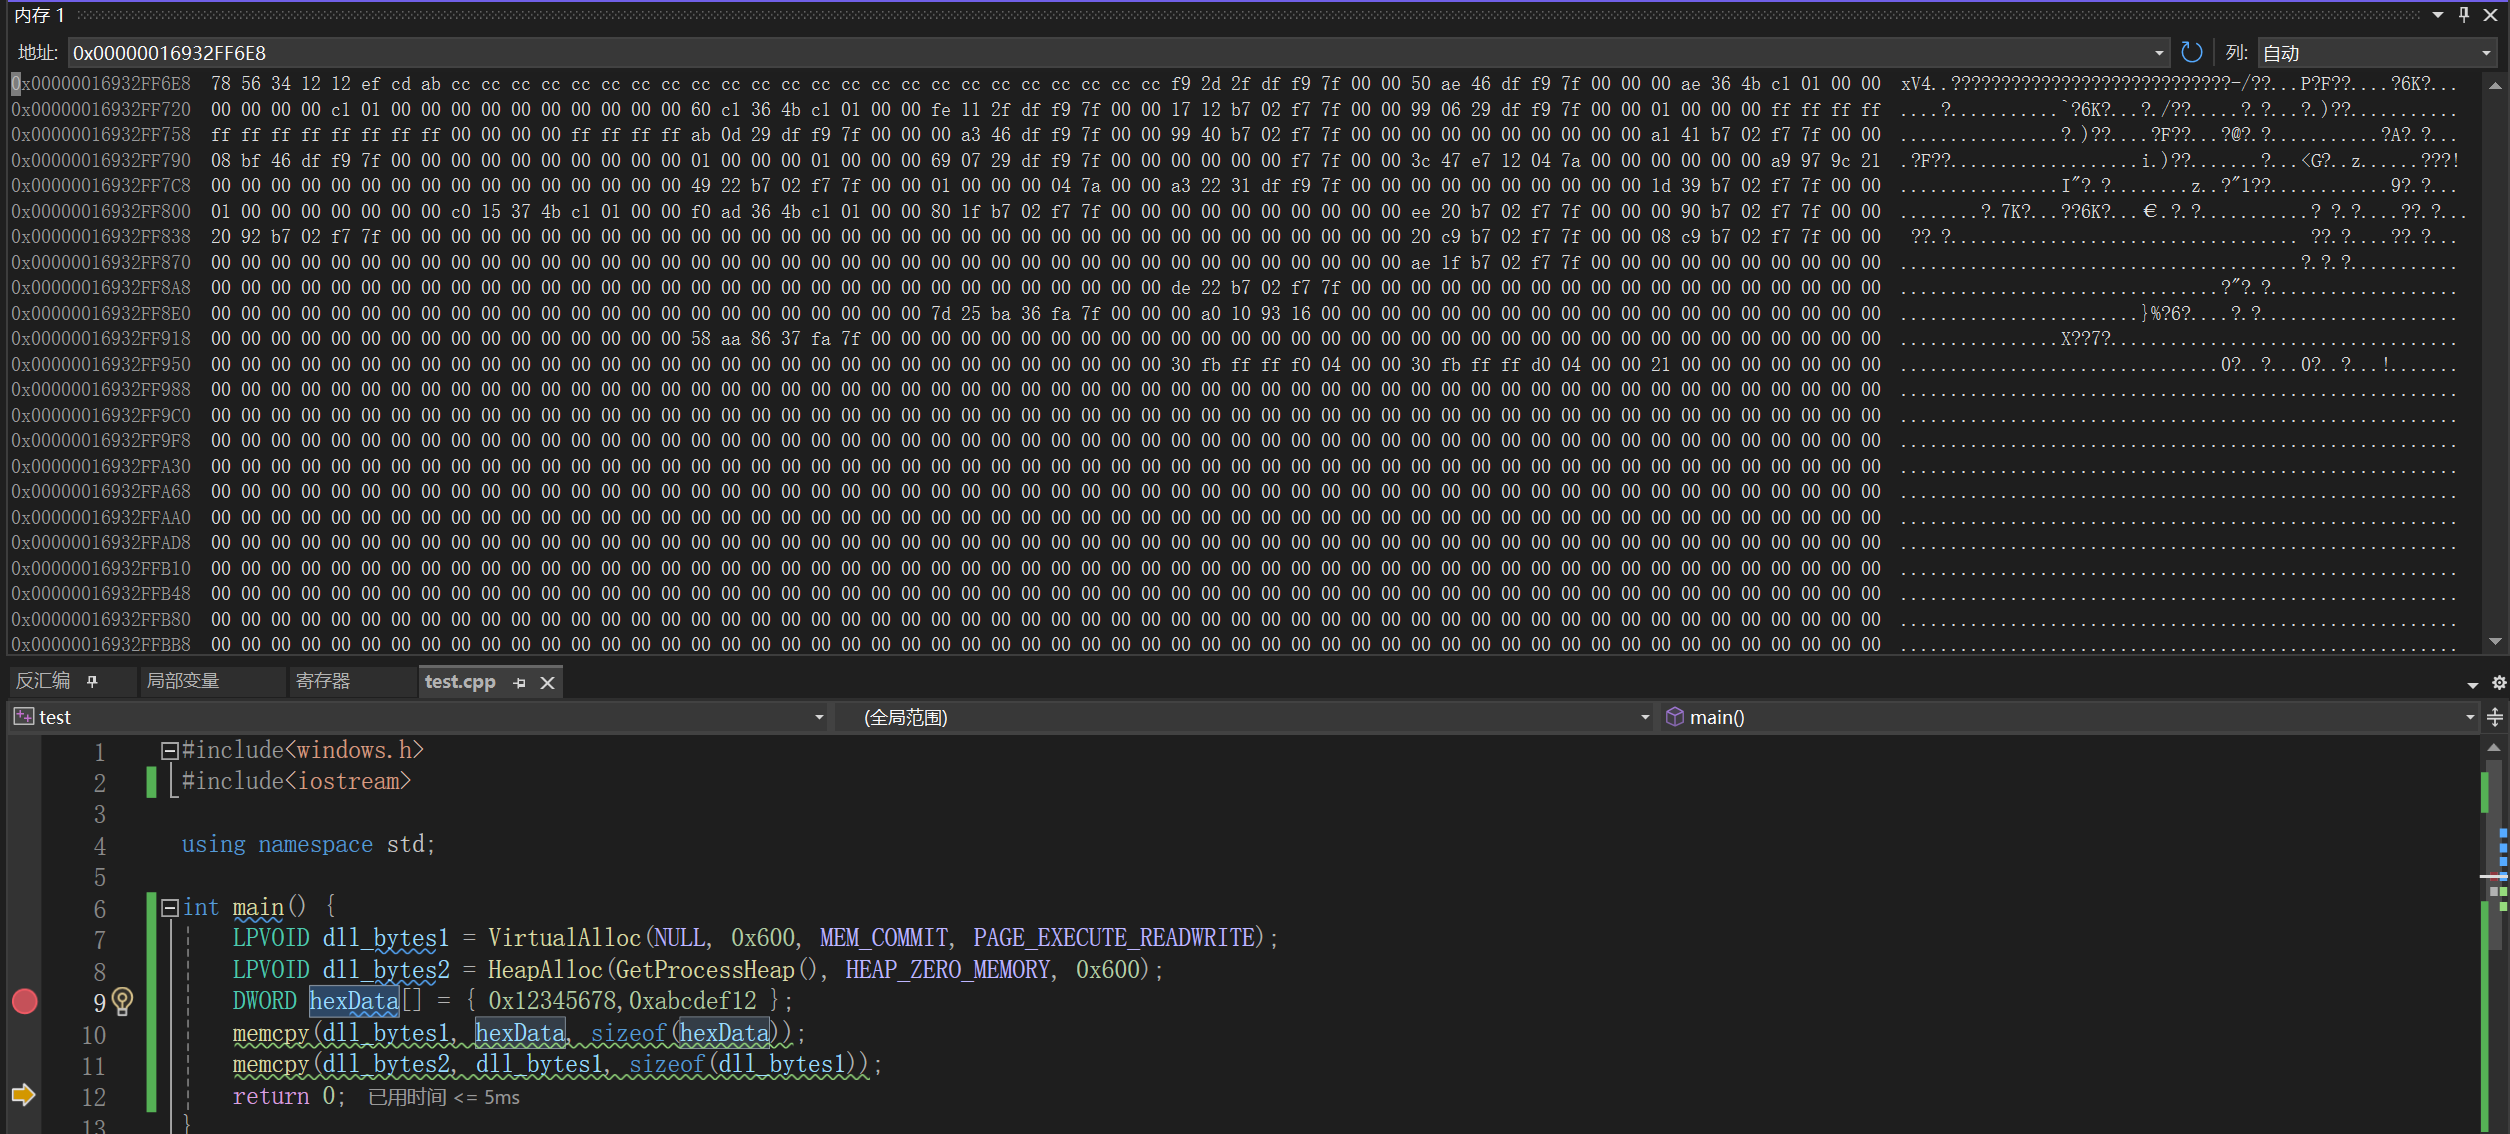 内存 1
地址: 0x00000016932FF6E8 列: 自动
0x00000016932FF6E8 78 56 34 12 12 ef cd ab cc cc cc cc cc cc cc cc cc cc cc cc cc cc cc cc cc cc cc cc cc cc cc cc f9 2d 2f df f9 7f 00 00 50 ae 46 df f9 7f 00 00 00 ae 36 4b c1 01 00 00 xV4..????????????????????????????-/??...P?F??....?6K?...
0x00000016932FF720 00 00 00 00 c1 01 00 00 00 00 00 00 00 00 00 00 60 c1 36 4b c1 01 00 00 fe 11 2f df f9 7f 00 00 17 12 b7 02 f7 7f 00 00 99 06 29 df f9 7f 00 00 01 00 00 00 ff ff ff ff ....?...........`?6K?...?./??.....?.?...?.)??...........
0x00000016932FF758 ff ff ff ff ff ff ff ff 00 00 00 00 ff ff ff ff ab 0d 29 df f9 7f 00 00 00 a3 46 df f9 7f 00 00 99 40 b7 02 f7 7f 00 00 00 00 00 00 00 00 00 00 a1 41 b7 02 f7 7f 00 00 ................?.)??....?F??...?@?.?...........?A?.?...
0x00000016932FF790 08 bf 46 df f9 7f 00 00 00 00 00 00 00 00 00 00 01 00 00 00 01 00 00 00 69 07 29 df f9 7f 00 00 00 00 00 00 f7 7f 00 00 3c 47 e7 12 04 7a 00 00 00 00 00 00 a9 97 9c 21 .?F??...................i.)??.......?...<G?..z......???!
0x00000016932FF7C8 00 00 00 00 00 00 00 00 00 00 00 00 00 00 00 00 49 22 b7 02 f7 7f 00 00 01 00 00 00 04 7a 00 00 a3 22 31 df f9 7f 00 00 00 00 00 00 00 00 00 00 1d 39 b7 02 f7 7f 00 00 ................I"?.?........z..?"1??............9?.?...
0x00000016932FF800 01 00 00 00 00 00 00 00 c0 15 37 4b c1 01 00 00 f0 ad 36 4b c1 01 00 00 80 1f b7 02 f7 7f 00 00 00 00 00 00 00 00 00 00 ee 20 b7 02 f7 7f 00 00 00 90 b7 02 f7 7f 00 00 ........?.7K?...??6K?...€.?.?...........? ?.?....??.?...
0x00000016932FF838 20 92 b7 02 f7 7f 00 00 00 00 00 00 00 00 00 00 00 00 00 00 00 00 00 00 00 00 00 00 00 00 00 00 00 00 00 00 00 00 00 00 20 c9 b7 02 f7 7f 00 00 08 c9 b7 02 f7 7f 00 00 ??.?................................... ??.?....??.?...
0x00000016932FF870 00 00 00 00 00 00 00 00 00 00 00 00 00 00 00 00 00 00 00 00 00 00 00 00 00 00 00 00 00 00 00 00 00 00 00 00 00 00 00 00 ae 1f b7 02 f7 7f 00 00 00 00 00 00 00 00 00 00 ........................................?.?.?...........
0x00000016932FF8A8 00 00 00 00 00 00 00 00 00 00 00 00 00 00 00 00 00 00 00 00 00 00 00 00 00 00 00 00 00 00 00 00 de 22 b7 02 f7 7f 00 00 00 00 00 00 00 00 00 00 00 00 00 00 00 00 00 00 ................................?"?.?...................
0x00000016932FF8E0 00 00 00 00 00 00 00 00 00 00 00 00 00 00 00 00 00 00 00 00 00 00 00 00 7d 25 ba 36 fa 7f 00 00 00 a0 10 93 16 00 00 00 00 00 00 00 00 00 00 00 00 00 00 00 00 00 00 00 ........................}%?6?....?.?....................
0x00000016932FF918 00 00 00 00 00 00 00 00 00 00 00 00 00 00 00 00 58 aa 86 37 fa 7f 00 00 00 00 00 00 00 00 00 00 00 00 00 00 00 00 00 00 00 00 00 00 00 00 00 00 00 00 00 00 00 00 00 00 ................X??7?...................................
0x00000016932FF950 00 00 00 00 00 00 00 00 00 00 00 00 00 00 00 00 00 00 00 00 00 00 00 00 00 00 00 00 00 00 00 00 30 fb ff ff f0 04 00 00 30 fb ff ff d0 04 00 00 21 00 00 00 00 00 00 00 ................................0?..?...0?..?...!.......
0x00000016932FF988 00 00 00 00 00 00 00 00 00 00 00 00 00 00 00 00 00 00 00 00 00 00 00 00 00 00 00 00 00 00 00 00 00 00 00 00 00 00 00 00 00 00 00 00 00 00 00 00 00 00 00 00 00 00 00 00 ........................................................
0x00000016932FF9C0 00 00 00 00 00 00 00 00 00 00 00 00 00 00 00 00 00 00 00 00 00 00 00 00 00 00 00 00 00 00 00 00 00 00 00 00 00 00 00 00 00 00 00 00 00 00 00 00 00 00 00 00 00 00 00 00 ........................................................
0x00000016932FF9F8 00 00 00 00 00 00 00 00 00 00 00 00 00 00 00 00 00 00 00 00 00 00 00 00 00 00 00 00 00 00 00 00 00 00 00 00 00 00 00 00 00 00 00 00 00 00 00 00 00 00 00 00 00 00 00 00 ........................................................
0x00000016932FFA30 00 00 00 00 00 00 00 00 00 00 00 00 00 00 00 00 00 00 00 00 00 00 00 00 00 00 00 00 00 00 00 00 00 00 00 00 00 00 00 00 00 00 00 00 00 00 00 00 00 00 00 00 00 00 00 00 ........................................................
0x00000016932FFA68 00 00 00 00 00 00 00 00 00 00 00 00 00 00 00 00 00 00 00 00 00 00 00 00 00 00 00 00 00 00 00 00 00 00 00 00 00 00 00 00 00 00 00 00 00 00 00 00 00 00 00 00 00 00 00 00 ........................................................
0x00000016932FFAA0 00 00 00 00 00 00 00 00 00 00 00 00 00 00 00 00 00 00 00 00 00 00 00 00 00 00 00 00 00 00 00 00 00 00 00 00 00 00 00 00 00 00 00 00 00 00 00 00 00 00 00 00 00 00 00 00 ........................................................
0x00000016932FFAD8 00 00 00 00 00 00 00 00 00 00 00 00 00 00 00 00 00 00 00 00 00 00 00 00 00 00 00 00 00 00 00 00 00 00 00 00 00 00 00 00 00 00 00 00 00 00 00 00 00 00 00 00 00 00 00 00 ........................................................
0x00000016932FFB10 00 00 00 00 00 00 00 00 00 00 00 00 00 00 00 00 00 00 00 00 00 00 00 00 00 00 00 00 00 00 00 00 00 00 00 00 00 00 00 00 00 00 00 00 00 00 00 00 00 00 00 00 00 00 00 00 ........................................................
0x00000016932FFB48 00 00 00 00 00 00 00 00 00 00 00 00 00 00 00 00 00 00 00 00 00 00 00 00 00 00 00 00 00 00 00 00 00 00 00 00 00 00 00 00 00 00 00 00 00 00 00 00 00 00 00 00 00 00 00 00 ........................................................
0x00000016932FFB80 00 00 00 00 00 00 00 00 00 00 00 00 00 00 00 00 00 00 00 00 00 00 00 00 00 00 00 00 00 00 00 00 00 00 00 00 00 00 00 00 00 00 00 00 00 00 00 00 00 00 00 00 00 00 00 00 ........................................................
0x00000016932FFBB8 00 00 00 00 00 00 00 00 00 00 00 00 00 00 00 00 00 00 00 00 00 00 00 00 00 00 00 00 00 00 00 00 00 00 00 00 00 00 00 00 00 00 00 00 00 00 00 00 00 00 00 00 00 00 00 00 ........................................................
反汇编 局部变量 寄存器 test.cpp
test (全局范围) main()
1 #include<windows.h>
2 #include<iostream>
3
4 using namespace std;
5
6 int main() {
7 LPVOID dll_bytes1 = VirtualAlloc(NULL, 0x600, MEM_COMMIT, PAGE_EXECUTE_READWRITE);
8 LPVOID dll_bytes2 = HeapAlloc(GetProcessHeap(), HEAP_ZERO_MEMORY, 0x600);
9 DWORD hexData[] = { 0x12345678,0xabcdef12 };
10 memcpy(dll_bytes1, hexData, sizeof(hexData));
11 memcpy(dll_bytes2, dll_bytes1, sizeof(dll_bytes1));
12 return 0; 已用时间 <= 5ms
13 }